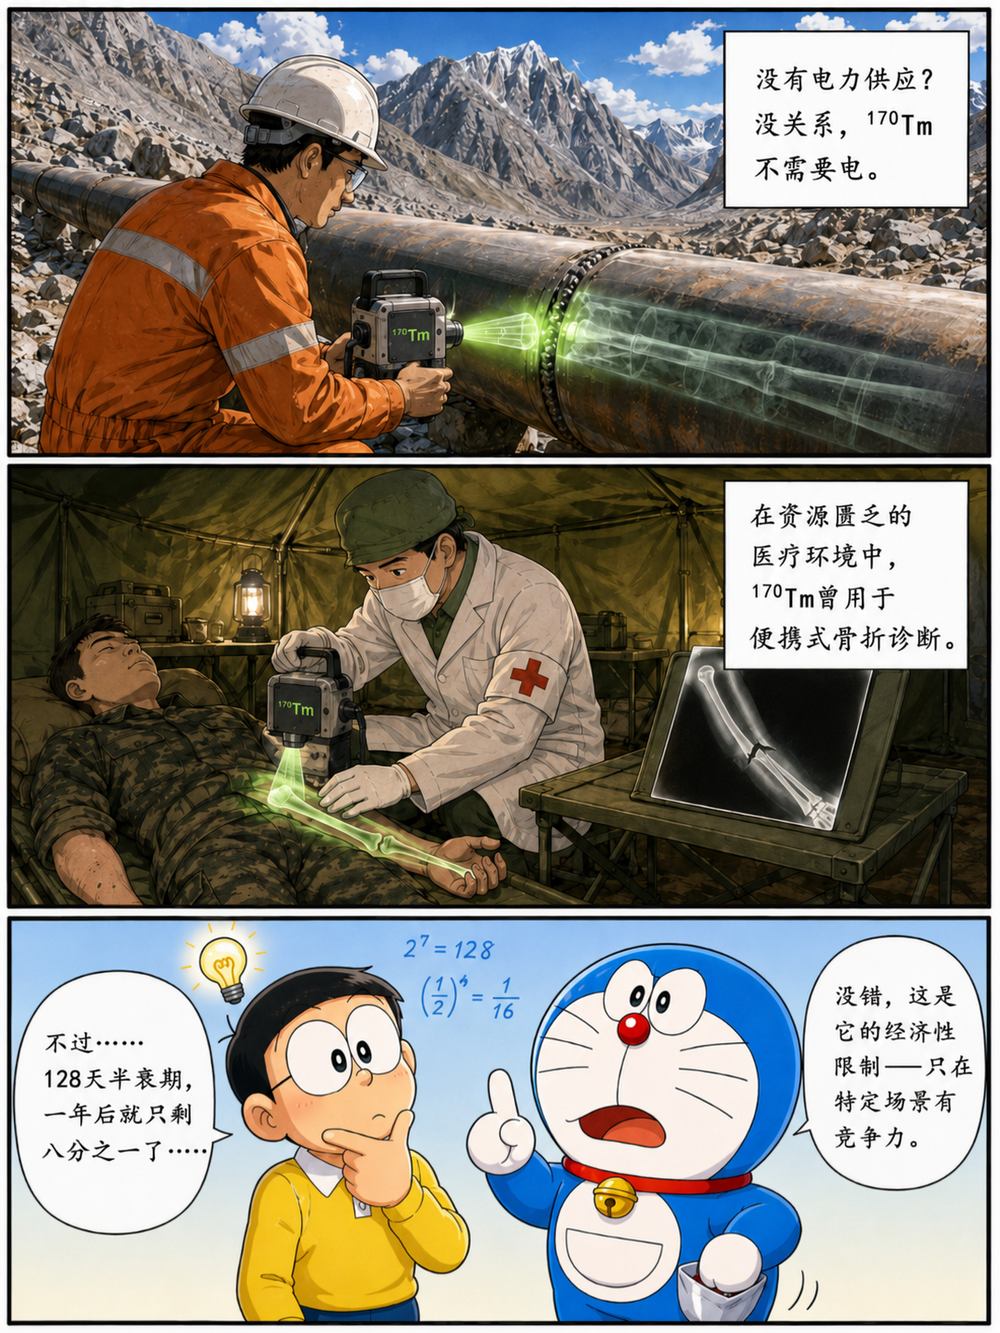 没有电力供应？
没关系，¹⁷⁰Tm
不需要电。
¹⁷⁰Tm
在资源匮乏的
医疗环境中，
¹⁷⁰Tm曾用于
便携式骨折诊断。
¹⁷⁰Tm
2⁷=128
(1/2)⁴=1/16
不过……
128天半衰期，
一年后就只剩
八分之一了……
没错，这是
它的经济性
限制——只在
特定场景有
竞争力。